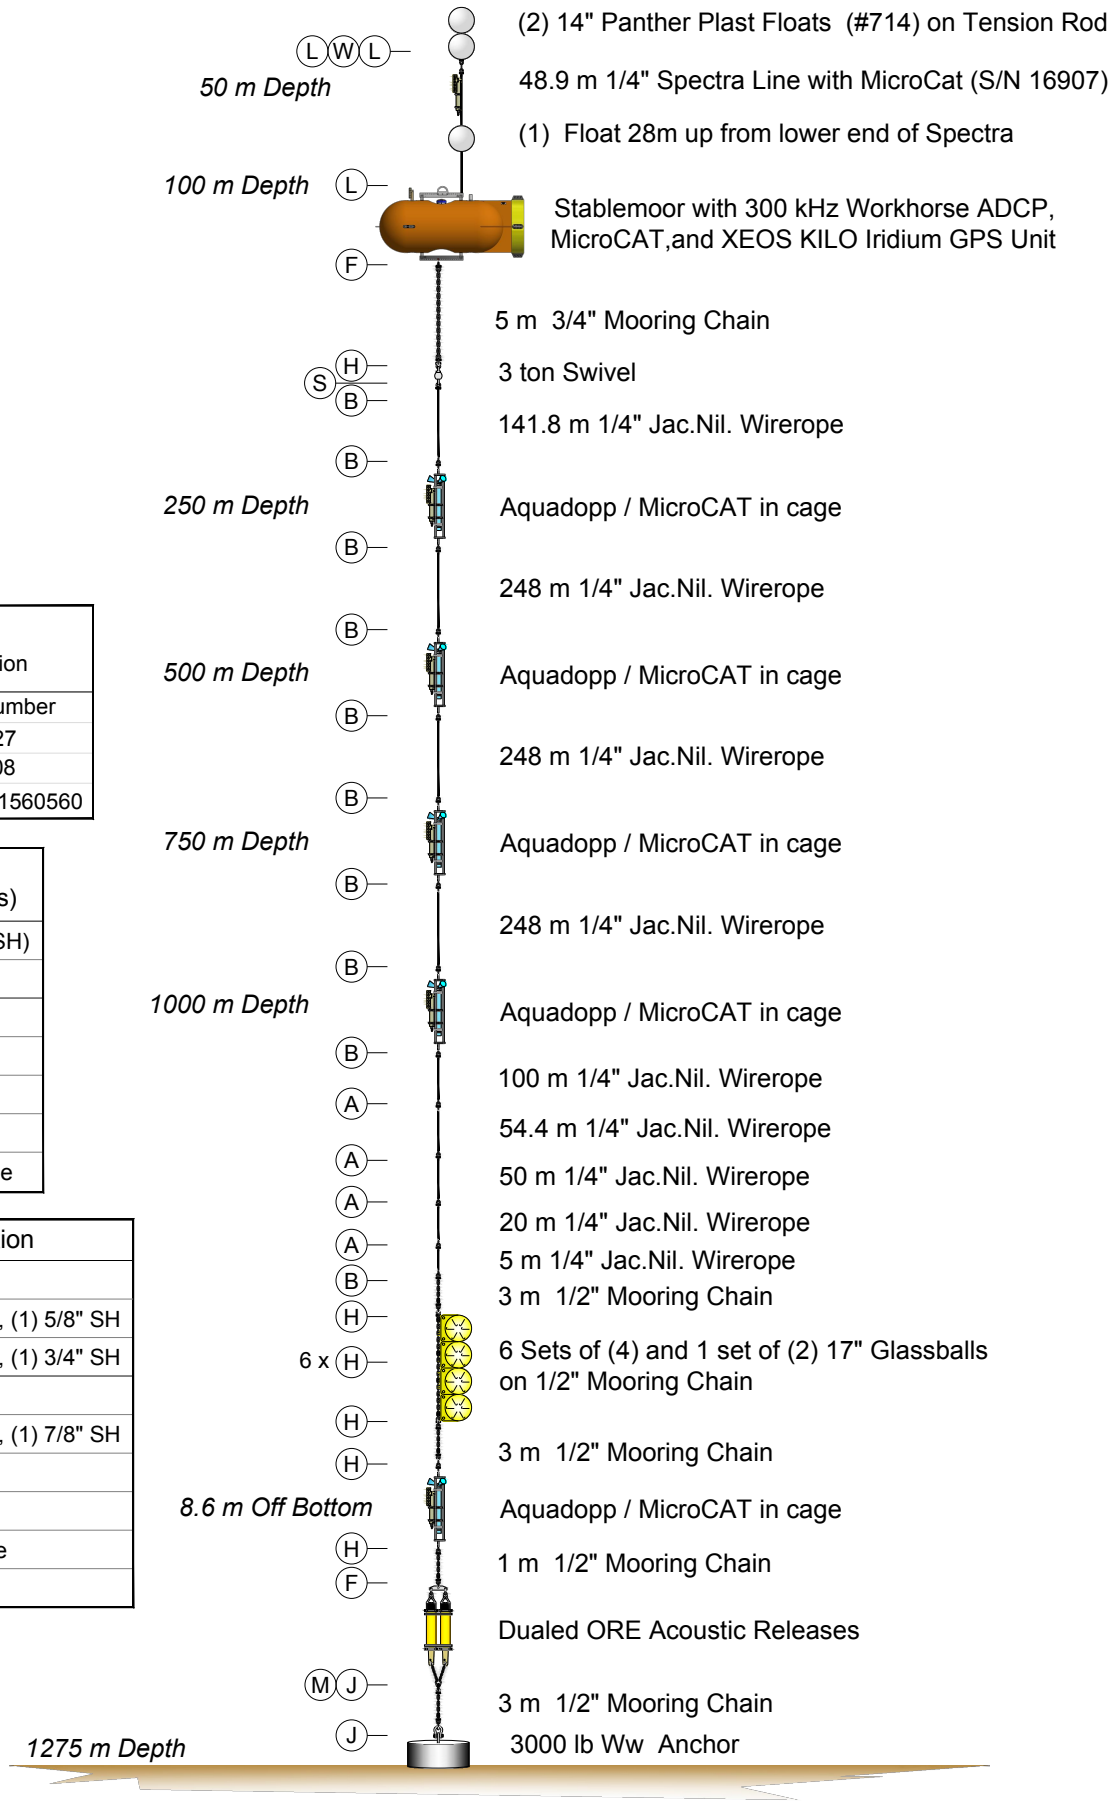 (2) 14" Panther Plast Floats (#714) on Tension Rod
L W L
50 m Depth
48.9 m 1/4" Spectra Line with MicroCat (S/N 16907)
(1) Float 28m up from lower end of Spectra
100 m Depth L
Stablemoor with 300 kHz Workhorse ADCP,
MicroCAT,and XEOS KILO Iridium GPS Unit
F
5 m 3/4" Mooring Chain
H
3 ton Swivel
S
B
141.8 m 1/4" Jac.Nil. Wirerope
B
250 m Depth
Aquadopp / MicroCAT in cage
B
248 m 1/4" Jac.Nil. Wirerope
B
500 m Depth
Aquadopp / MicroCAT in cage
B
248 m 1/4" Jac.Nil. Wirerope
B
750 m Depth
Aquadopp / MicroCAT in cage
B
248 m 1/4" Jac.Nil. Wirerope
B
1000 m Depth
Aquadopp / MicroCAT in cage
B
100 m 1/4" Jac.Nil. Wirerope
A
54.4 m 1/4" Jac.Nil. Wirerope
A
50 m 1/4" Jac.Nil. Wirerope
A
20 m 1/4" Jac.Nil. Wirerope
A
5 m 1/4" Jac.Nil. Wirerope
B
3 m 1/2" Mooring Chain
H
6 x H
6 Sets of (4) and 1 set of (2) 17" Glassballs
on 1/2" Mooring Chain
H
3 m 1/2" Mooring Chain
H
8.6 m Off Bottom
Aquadopp / MicroCAT in cage
H
1 m 1/2" Mooring Chain
F
Dualed ORE Acoustic Releases
M J
3 m 1/2" Mooring Chain
J
3000 lb Ww Anchor
1275 m Depth
ion
umber
27
08
1560560
s)
SH)
e
ion
, (1) 5/8" SH
, (1) 3/4" SH
, (1) 7/8" SH
e